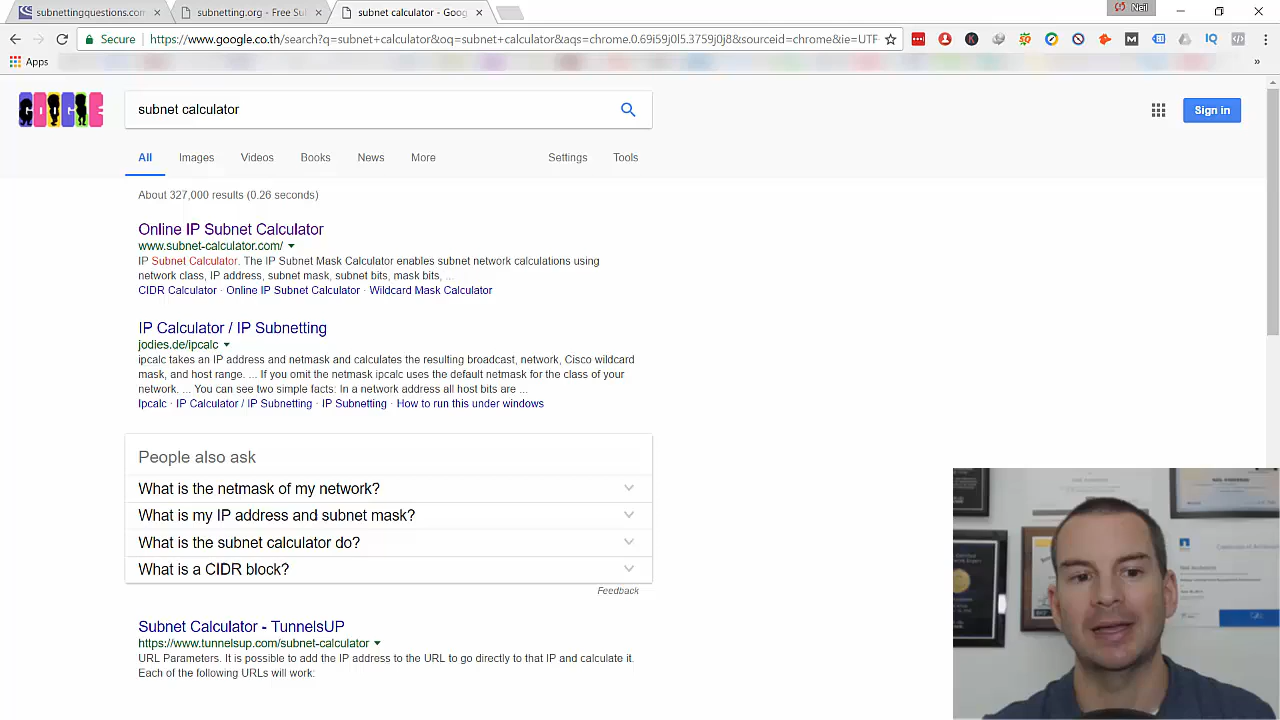 subnettingquestions.com
subnetting.org - Free Su
subnet calculator - Goog
Neil
Secure
https://www.google.co.th/search?q=subnet+calculator&oq=subnet+calculator&aqs=chrome.0.69i59j0l5.3759j0j8&sourceid=chrome&ie=UTF-
Apps
GOOGLE
subnet calculator
Sign in
All
Images
Videos
Books
News
More
Settings
Tools
About 327,000 results (0.26 seconds)
Online IP Subnet Calculator
www.subnet-calculator.com/
IP Subnet Calculator. The IP Subnet Mask Calculator enables subnet network calculations using
network class, IP address, subnet mask, subnet bits, mask bits, ...
CIDR Calculator · Online IP Subnet Calculator · Wildcard Mask Calculator
IP Calculator / IP Subnetting
jodies.de/ipcalc
ipcalc takes an IP address and netmask and calculates the resulting broadcast, network, Cisco wildcard
mask, and host range. ... If you omit the netmask ipcalc uses the default netmask for the class of your
network. ... You can see two simple facts: In a network address all host bits are ...
Ipcalc · IP Calculator / IP Subnetting · IP Subnetting · How to run this under windows
People also ask
What is the netmask of my network?
What is my IP address and subnet mask?
What is the subnet calculator do?
What is a CIDR block?
Feedback
Subnet Calculator - TunnelsUP
https://www.tunnelsup.com/subnet-calculator
URL Parameters. It is possible to add the IP address to the URL to go directly to that IP and calculate it.
Each of the following URLs will work: